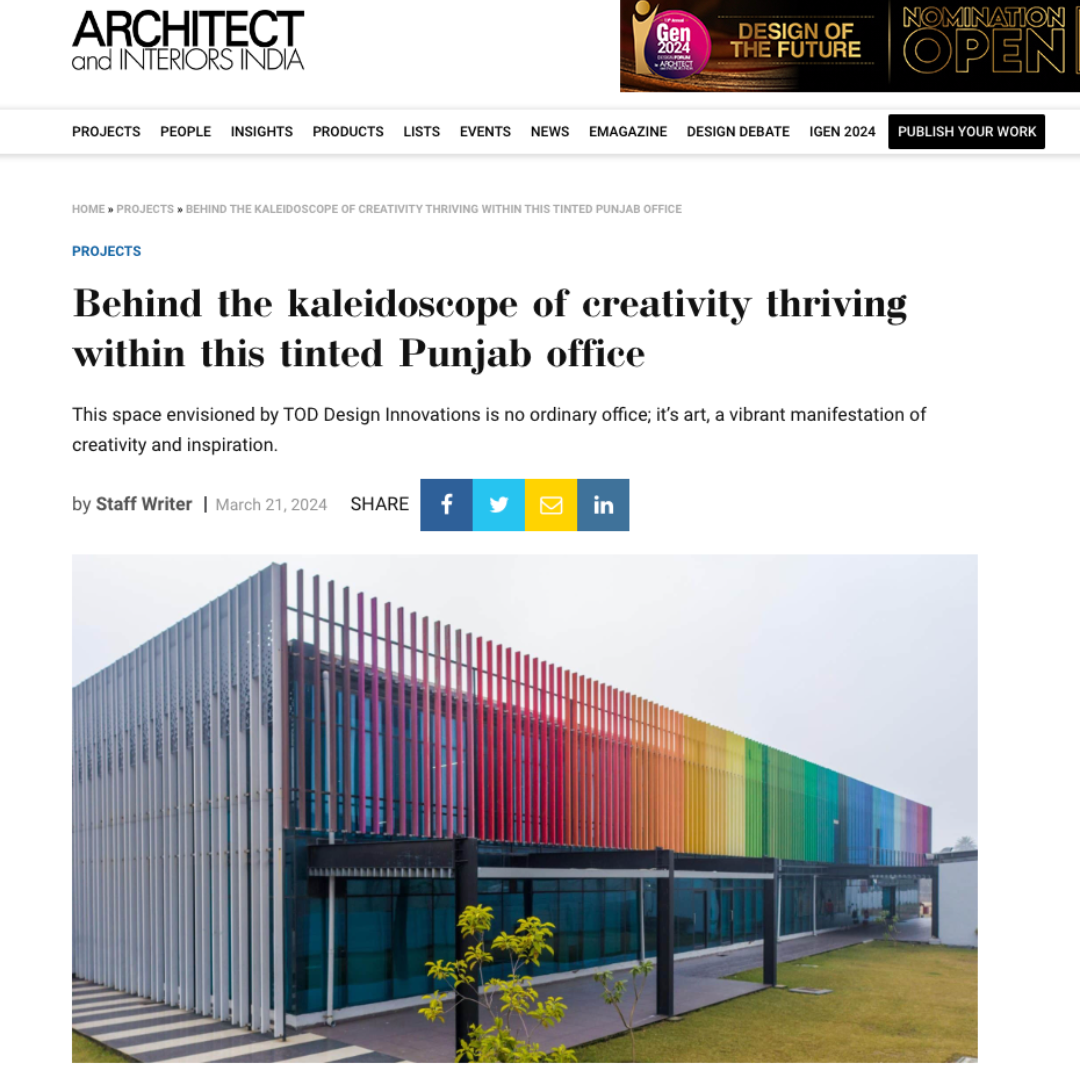 ARCHITECT
and INTERIORS INDIA
Gen
2024
DESIGN OF
THE FUTURE
NOMINATION
OPEN
PROJECTS PEOPLE INSIGHTS PRODUCTS LISTS EVENTS NEWS EMAGAZINE DESIGN DEBATE IGEN 2024 PUBLISH YOUR WORK
HOME » PROJECTS » BEHIND THE KALEIDOSCOPE OF CREATIVITY THRIVING WITHIN THIS TINTED PUNJAB OFFICE
PROJECTS
Behind the kaleidoscope of creativity thriving
within this tinted Punjab office
This space envisioned by TOD Design Innovations is no ordinary office; it’s art, a vibrant manifestation of
creativity and inspiration.
by Staff Writer | March 21, 2024 SHARE f in